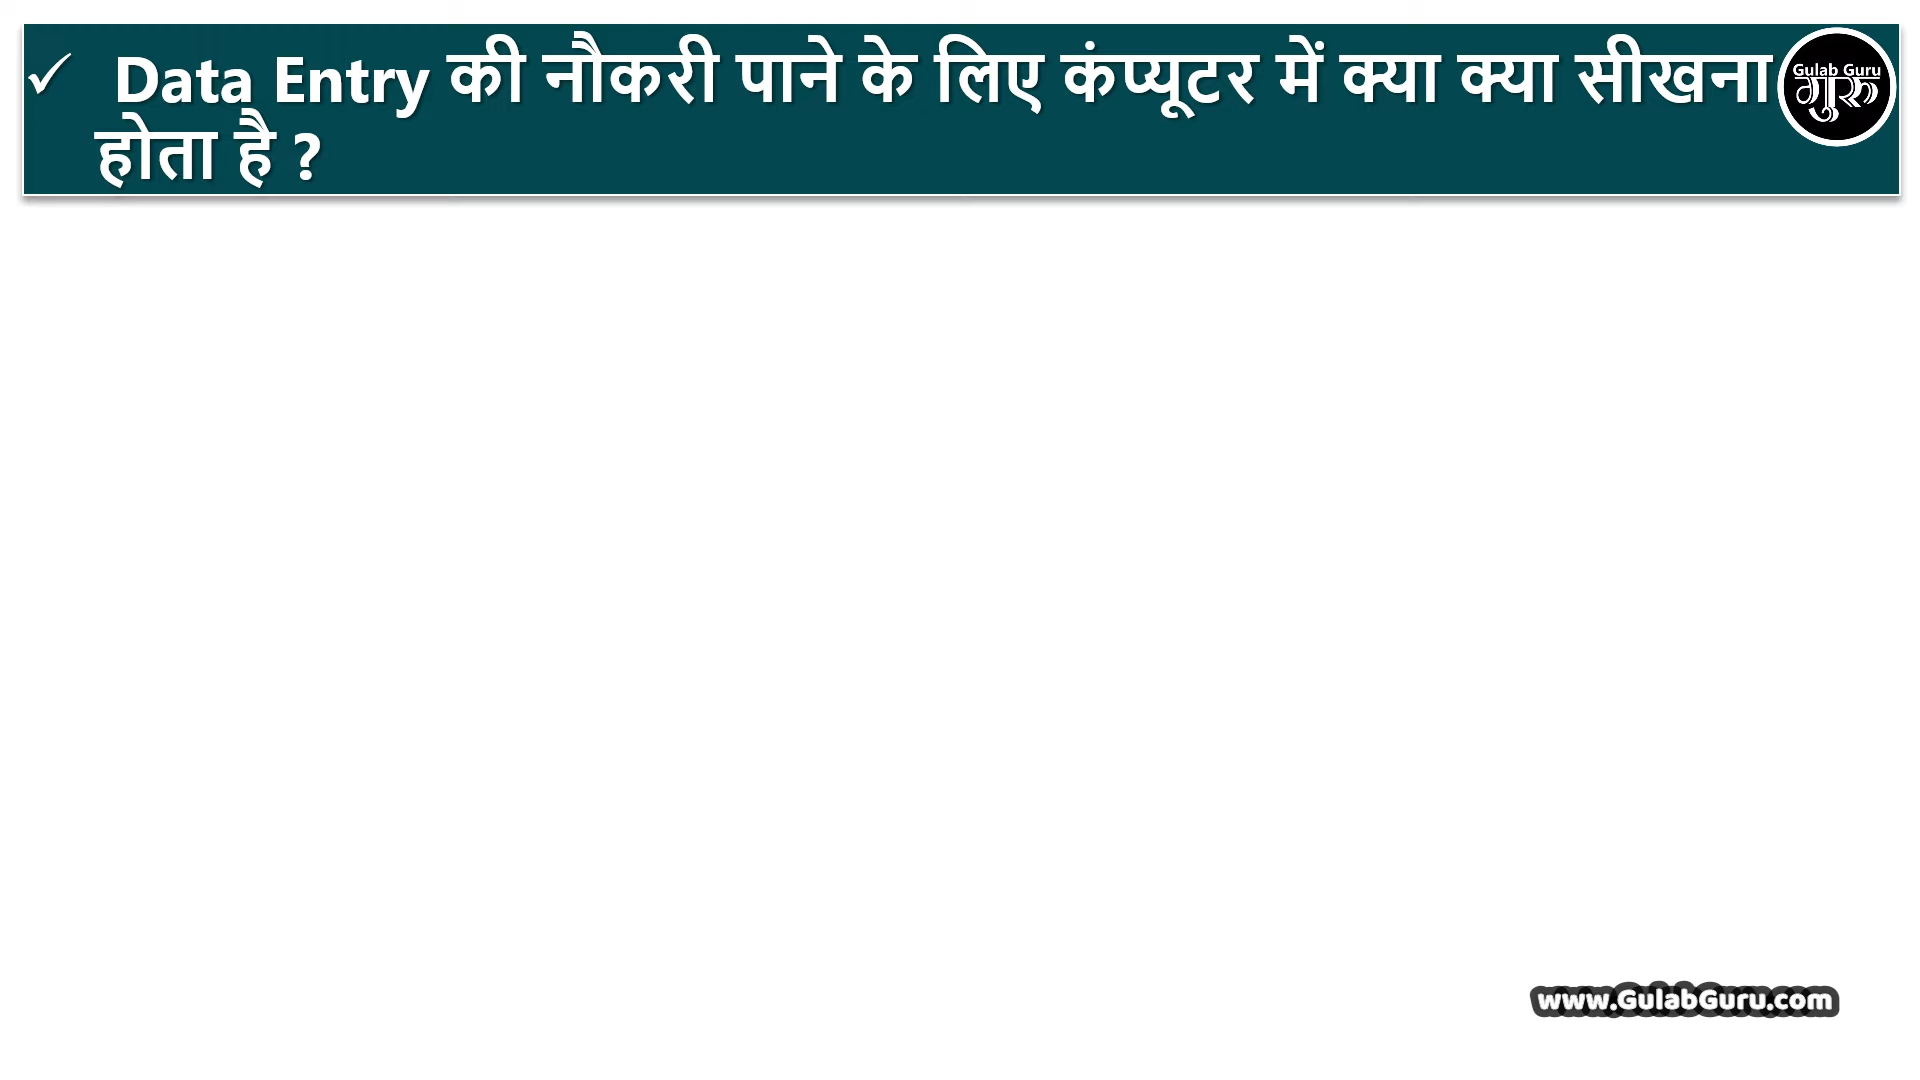 ✓ Data Entry की नौकरी पाने के लिए कंप्यूटर में क्या क्या सीखना
होता है ?
Gulab Guru
गुरु
www.GulabGuru.com